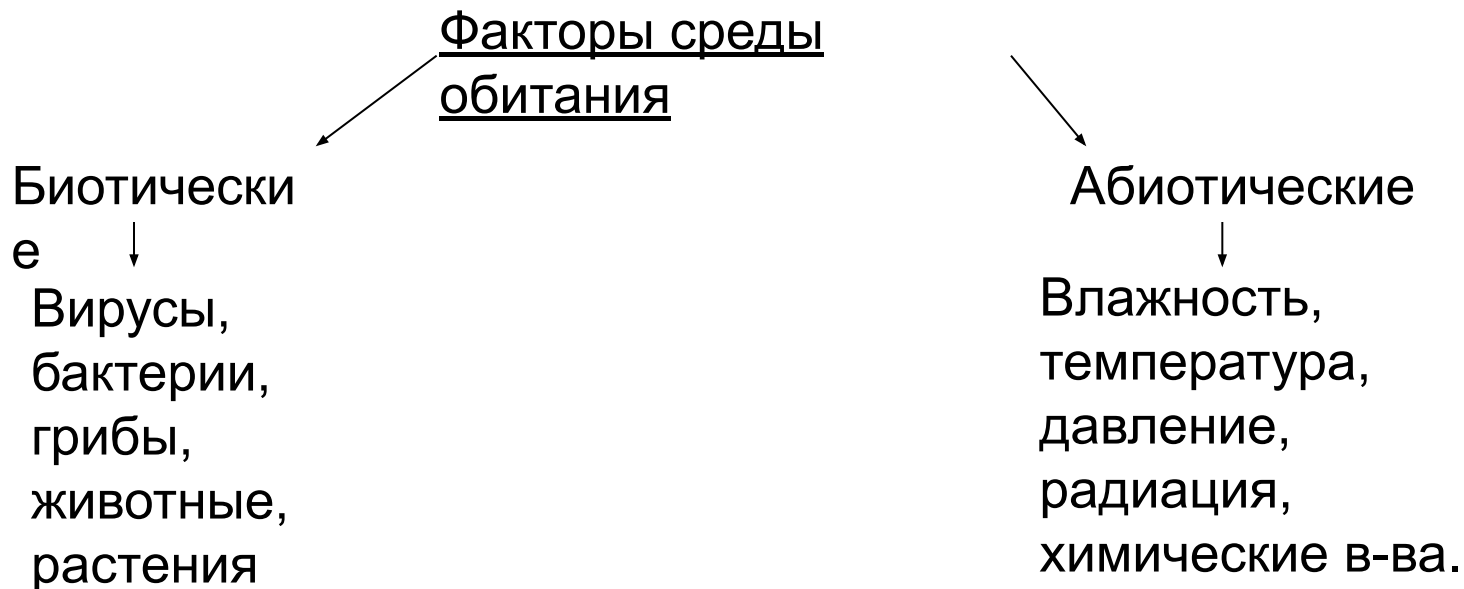 Факторы среды
обитания
Биотически
е
Вирусы,
бактерии,
грибы,
животные,
растения
Абиотические
Влажность,
температура,
давление,
радиация,
химические в-ва.